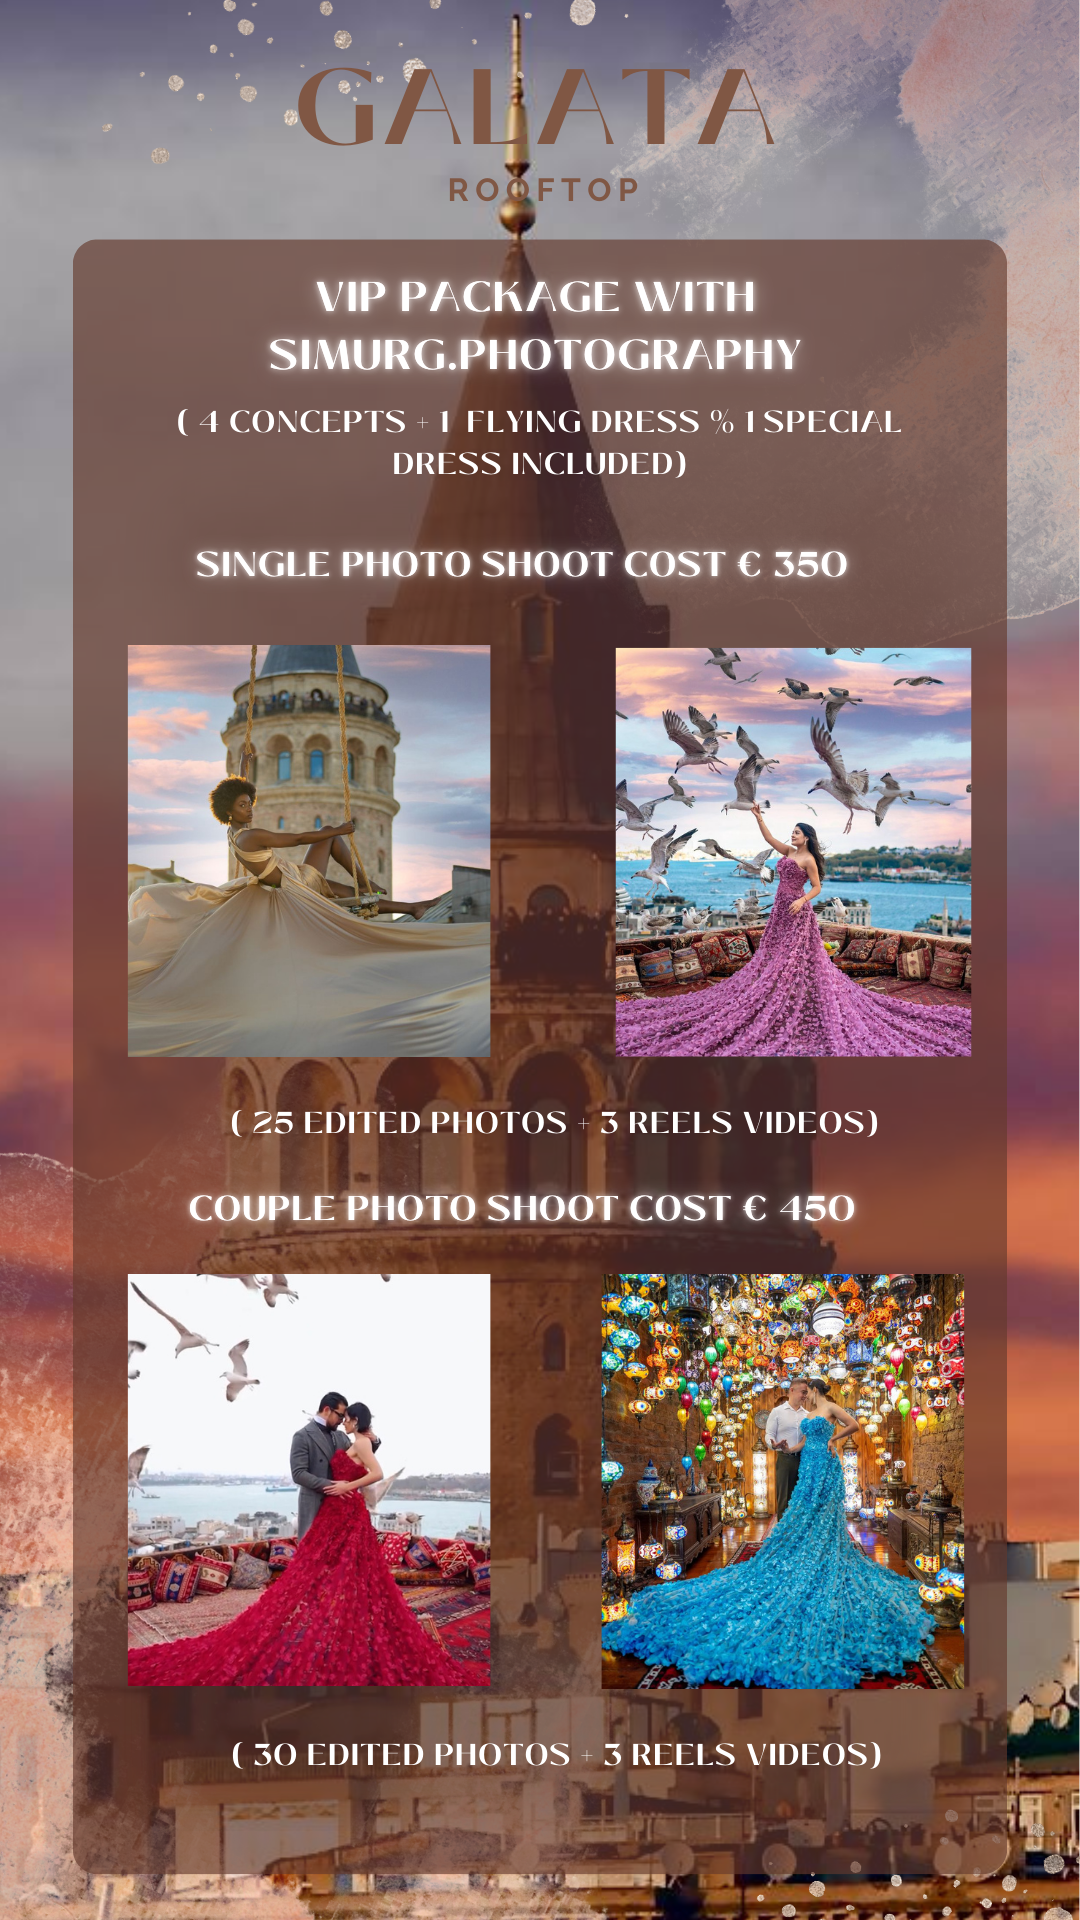 GALATA
ROOFTOP
VIP PACKAGE WITH
SIMURG.PHOTOGRAPHY
( 4 CONCEPTS + 1 FLYING DRESS % 1 SPECIAL
DRESS INCLUDED)
SINGLE PHOTO SHOOT COST € 350
( 25 EDITED PHOTOS + 3 REELS VIDEOS)
COUPLE PHOTO SHOOT COST € 450
( 30 EDITED PHOTOS + 3 REELS VIDEOS)